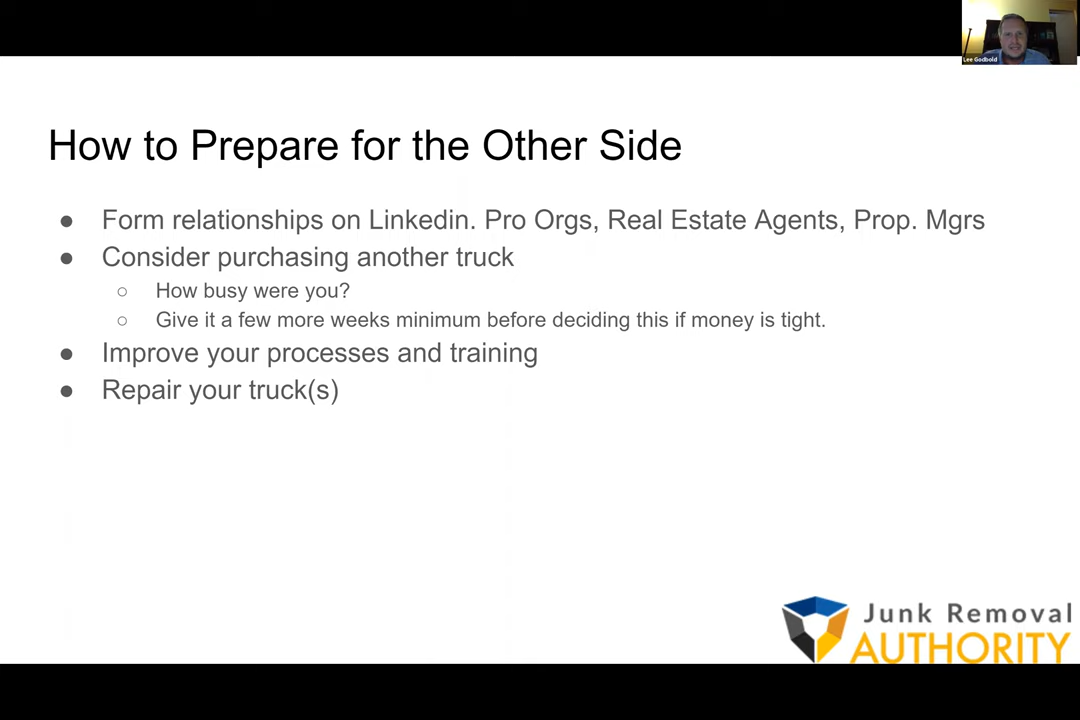 Lee Godbold
How to Prepare for the Other Side
● Form relationships on Linkedin. Pro Orgs, Real Estate Agents, Prop. Mgrs
● Consider purchasing another truck
○ How busy were you?
○ Give it a few more weeks minimum before deciding this if money is tight.
● Improve your processes and training
● Repair your truck(s)
Junk Removal
AUTHORITY